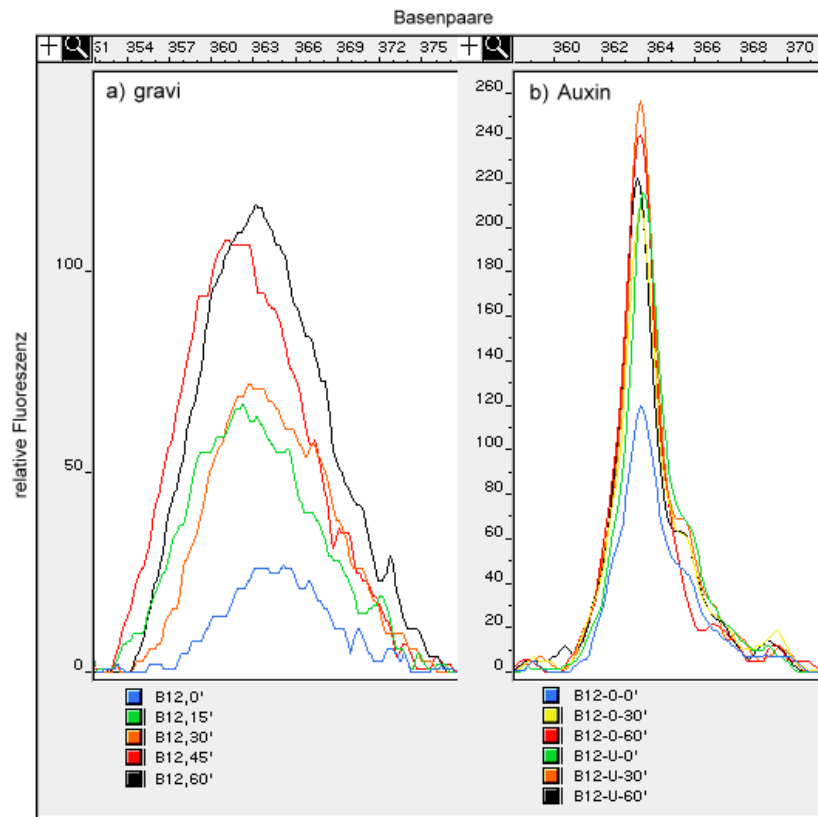 Basenpaare
351 354 357 360 363 366 369 372 375
360 362 364 366 368 370
a) gravi
b) Auxin
relative Fluoreszenz
100
50
0
260
240
220
200
180
160
140
120
100
80
60
40
20
0
B12,0'
B12,15'
B12,30'
B12,45'
B12,60'
B12-O-0'
B12-O-30'
B12-O-60'
B12-U-0'
B12-U-30'
B12-U-60'